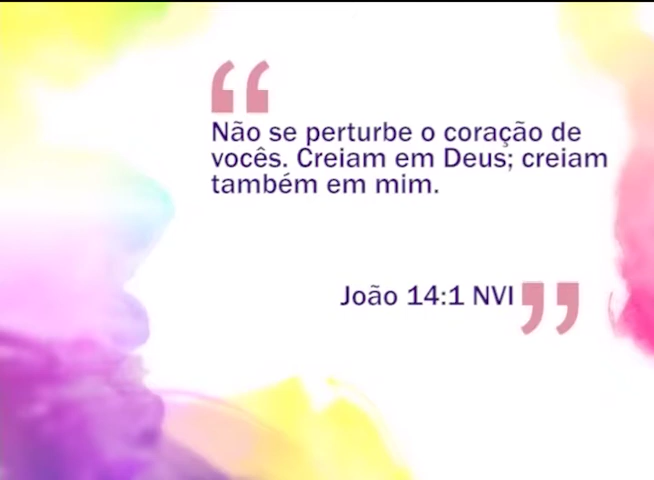 “
Não se perturbe o coração de
vocês. Creiam em Deus; creiam
também em mim.
João 14:1 NVI ”